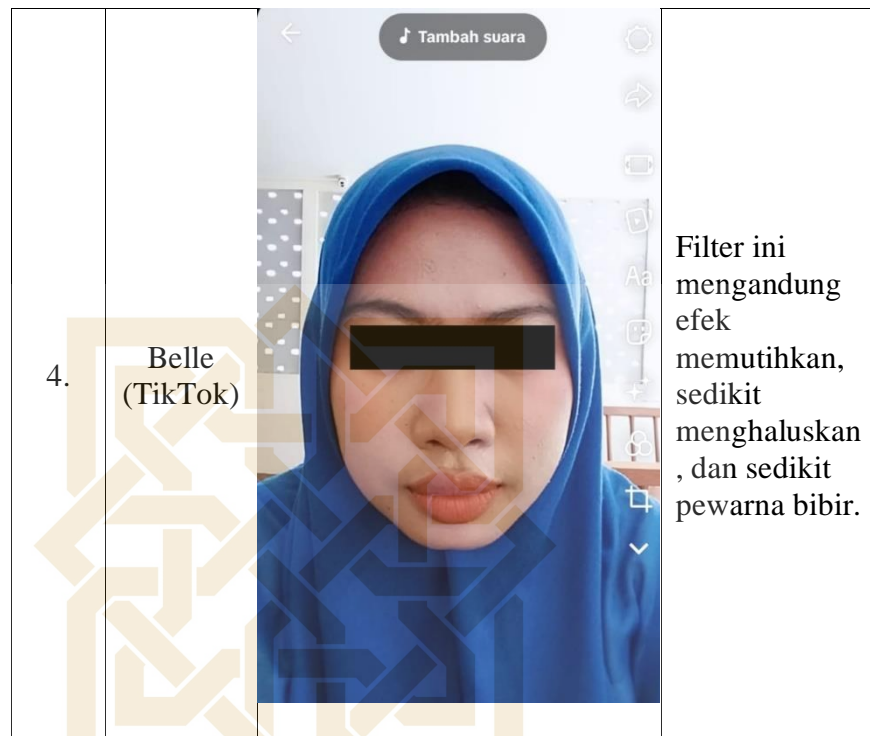 Tambah suara
Aa
4.
Belle
(TikTok)
Filter ini
mengandung
efek
memutihkan,
sedikit
menghaluskan
, dan sedikit
pewarna bibir.